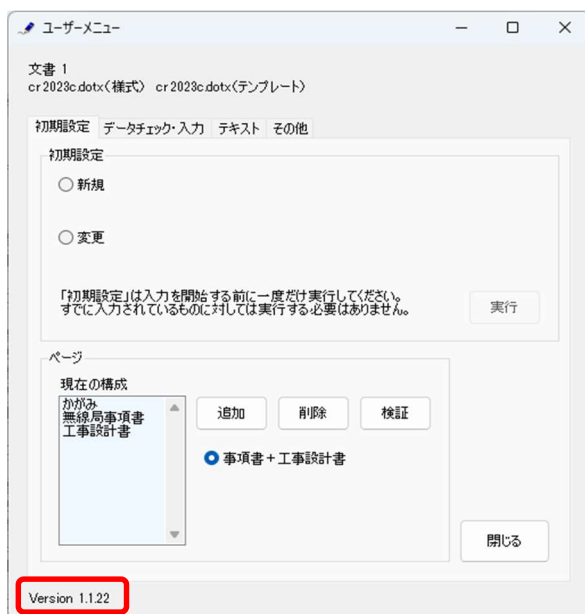 ユーザーメニュー
文書 1
cr2023c.dotx(様式) cr2023c.dotx(テンプレート)
初期設定 データチェック・入力 テキスト その他
初期設定
新規
変更
「初期設定」は入力を開始する前に一度だけ実行してください。
すでに入力されているものに対しては実行する必要はありません。
実行
ページ
現在の構成
かがみ
無線局事項書
工事設計書
追加 削除 検証
事項書+工事設計書
閉じる
Version 1.1.22